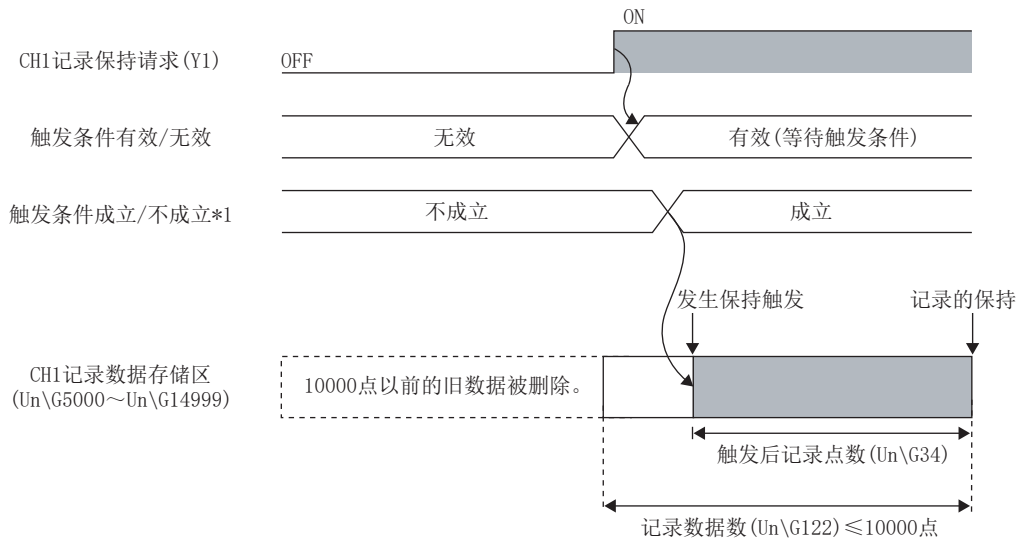 ON
CH1记录保持请求(Y1)
OFF
触发条件有效/无效
无效
有效(等待触发条件)
触发条件成立/不成立*1
不成立
成立
发生保持触发
记录的保持
CH1记录数据存储区
(Un\G5000～Un\G14999)
10000点以前的旧数据被删除。
触发后记录点数(Un\G34)
记录数据数(Un\G122)≤10000点